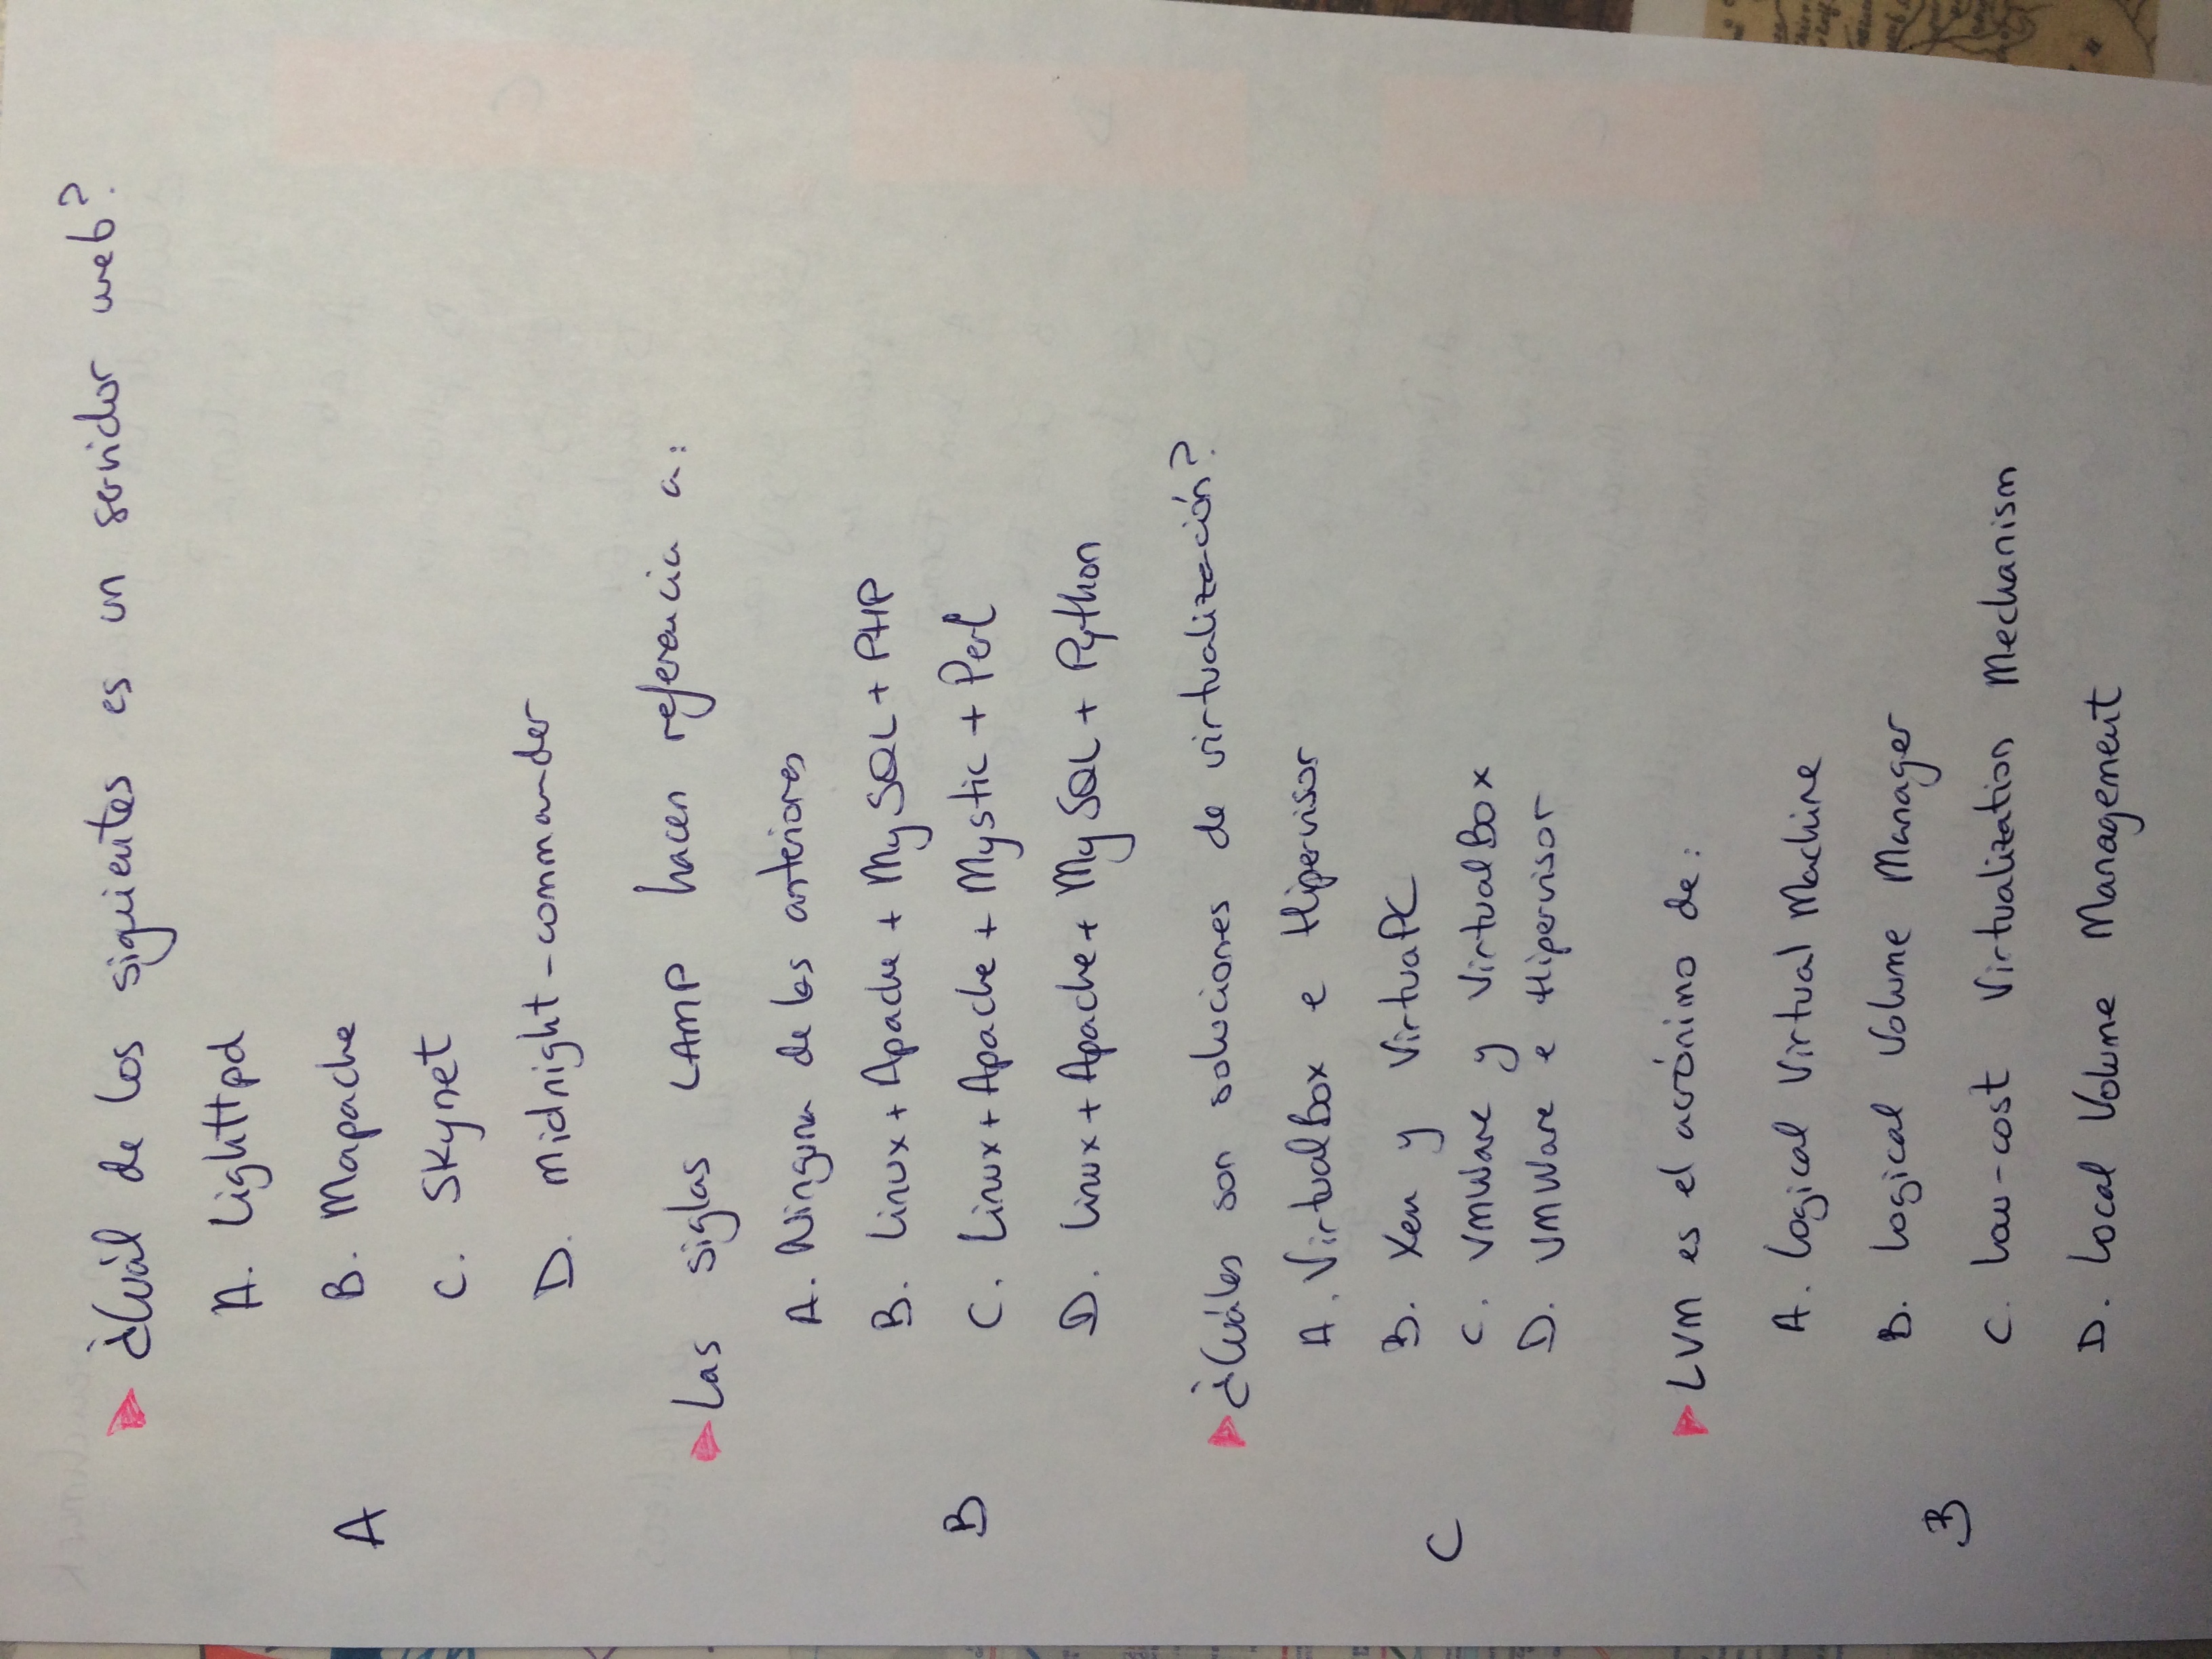 ¿Cuál de los siguientes es un servidor web?
A. Lighttpd
B. Mapache
A
C. Skynet
D. Midnight-commander
Las siglas LAMP hacen referencia a:
A. Ninguna de las anteriores
B. Linux + Apache + MySQL + PHP
B
C. Linux + Apache + Mystic + Perl
D. Linux + Apache + MySQL + Python
¿Cuáles son soluciones de virtualización?
A. VirtualBox e Hipervisor
B. Xen y VirtuaPC
C
C. VMWare y VirtualBox
D. VMWare e Hipervisor
LVM es el acrónimo de:
A. Logical Virtual Machine
B. Logical Volume Manager
B
C. Low-cost Virtualization Mechanism
D. Local Volume Management